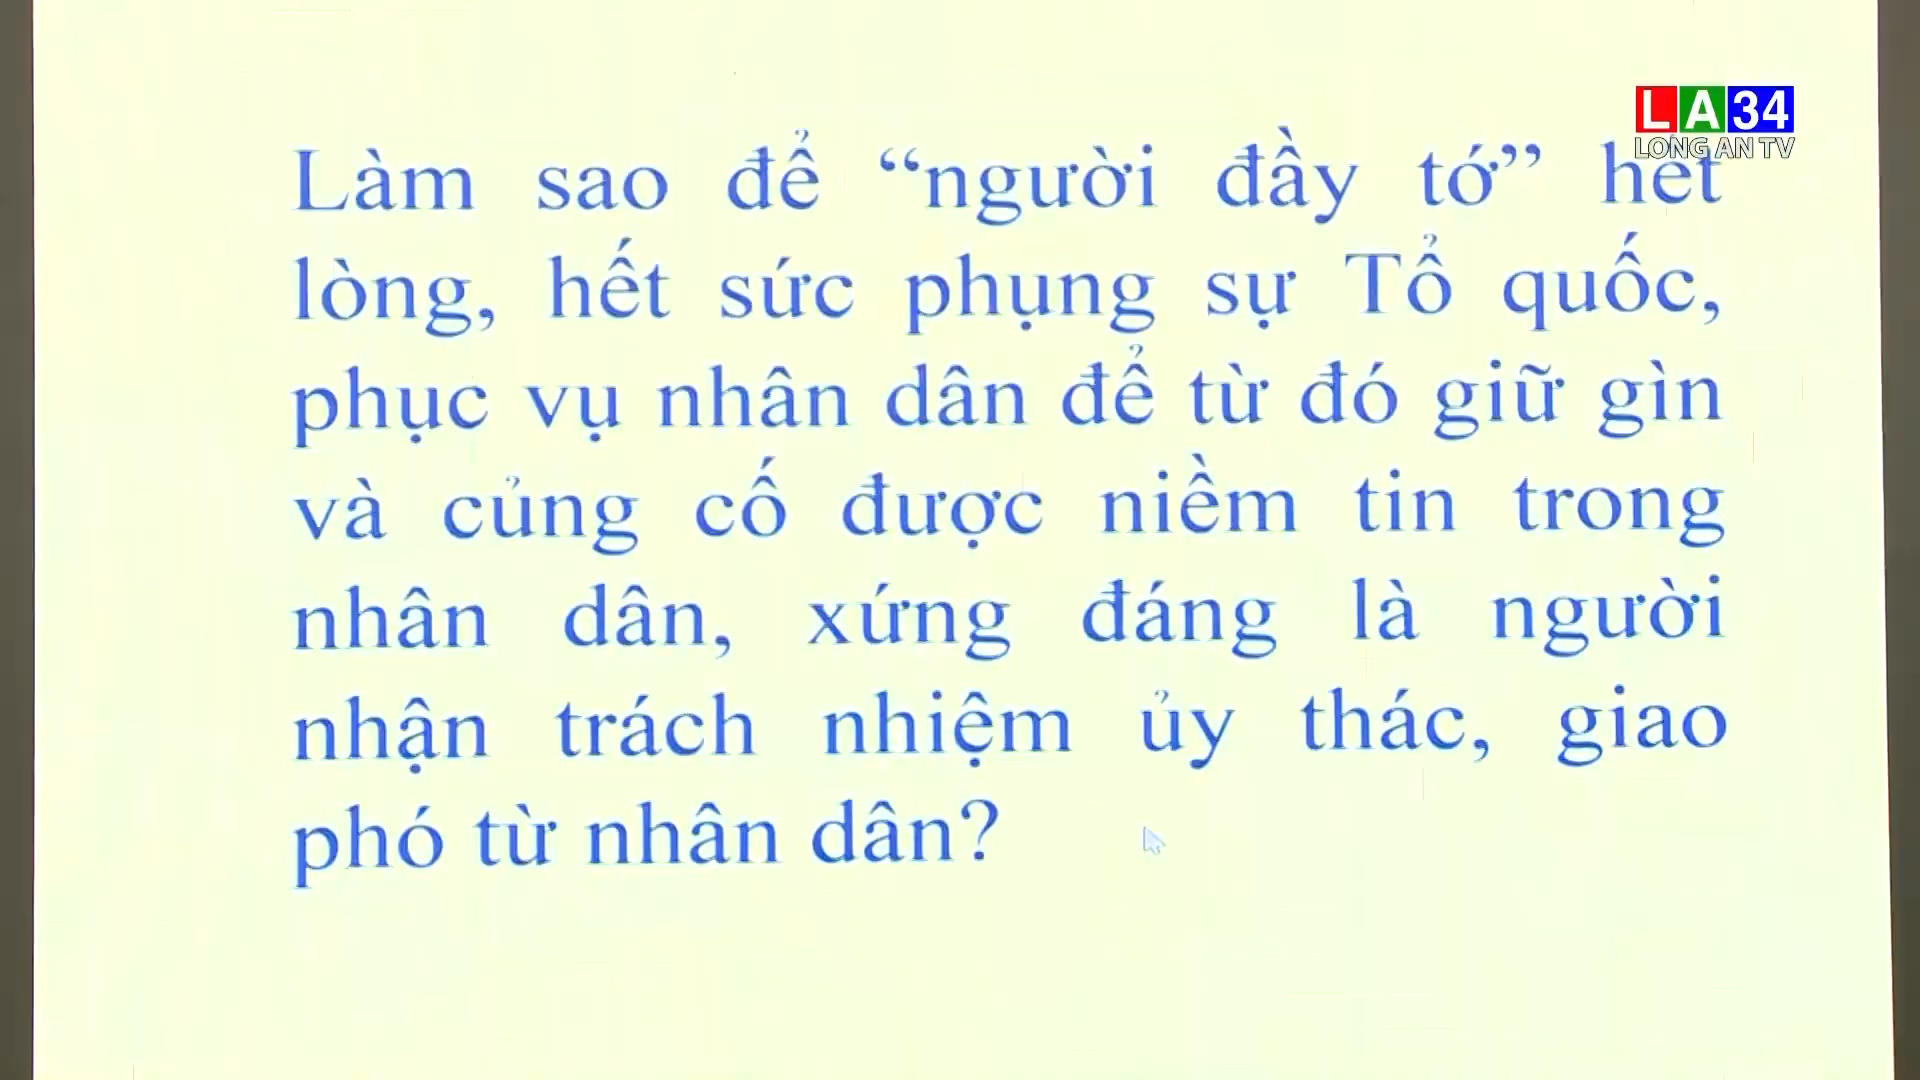 LA34
LONG AN TV
Làm sao để “người đầy tớ” hết
lòng, hết sức phụng sự Tổ quốc,
phục vụ nhân dân để từ đó giữ gìn
và củng cố được niềm tin trong
nhân dân, xứng đáng là người
nhận trách nhiệm ủy thác, giao
phó từ nhân dân?